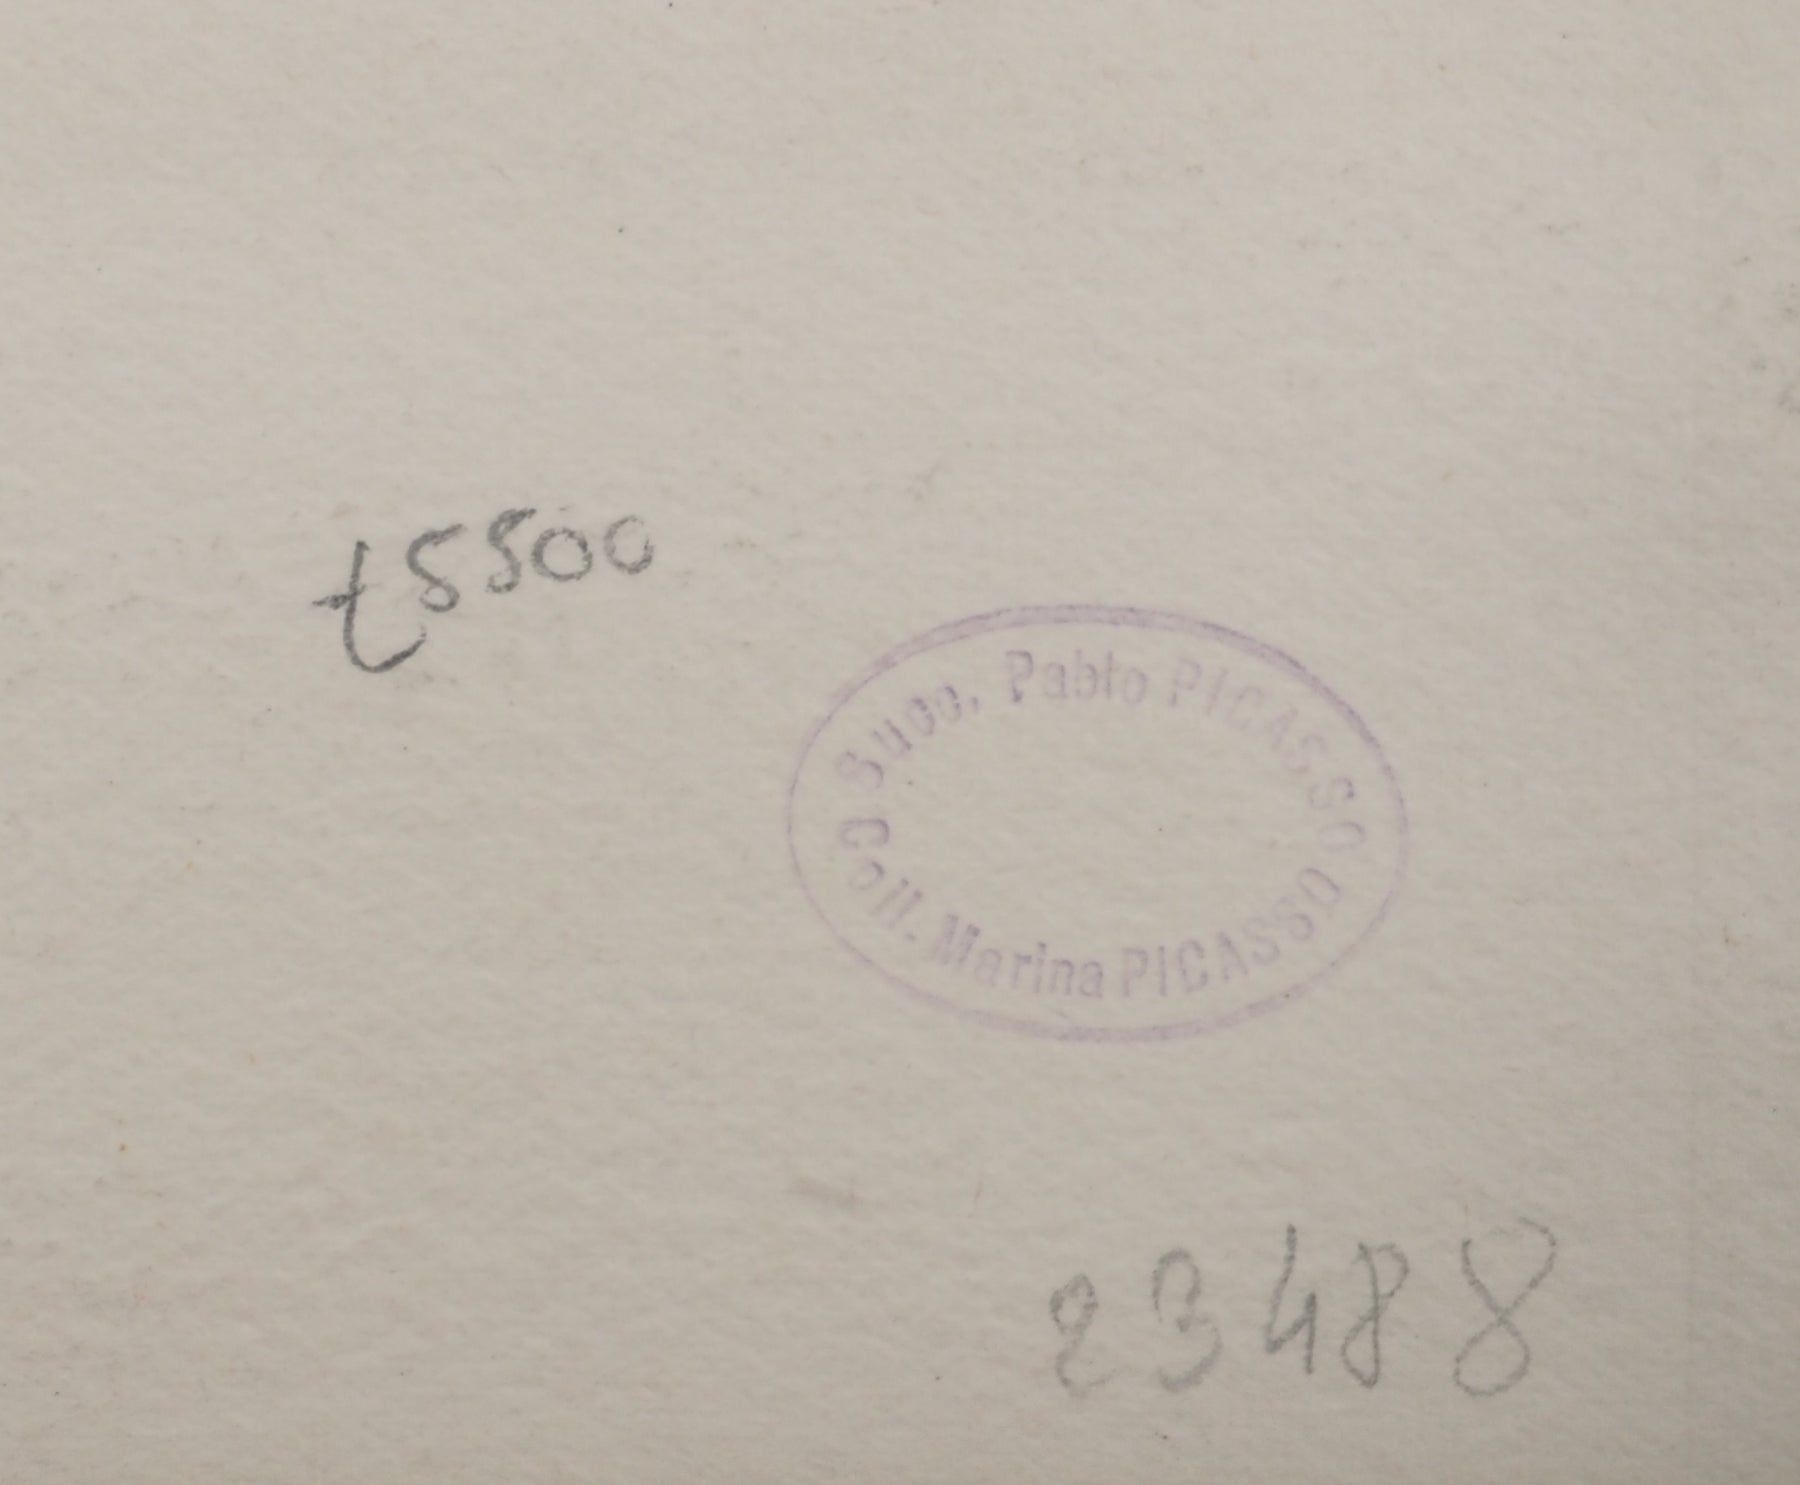 t5500
Succ. Pablo PICASSO
Coll. Marina PICASSO
23488